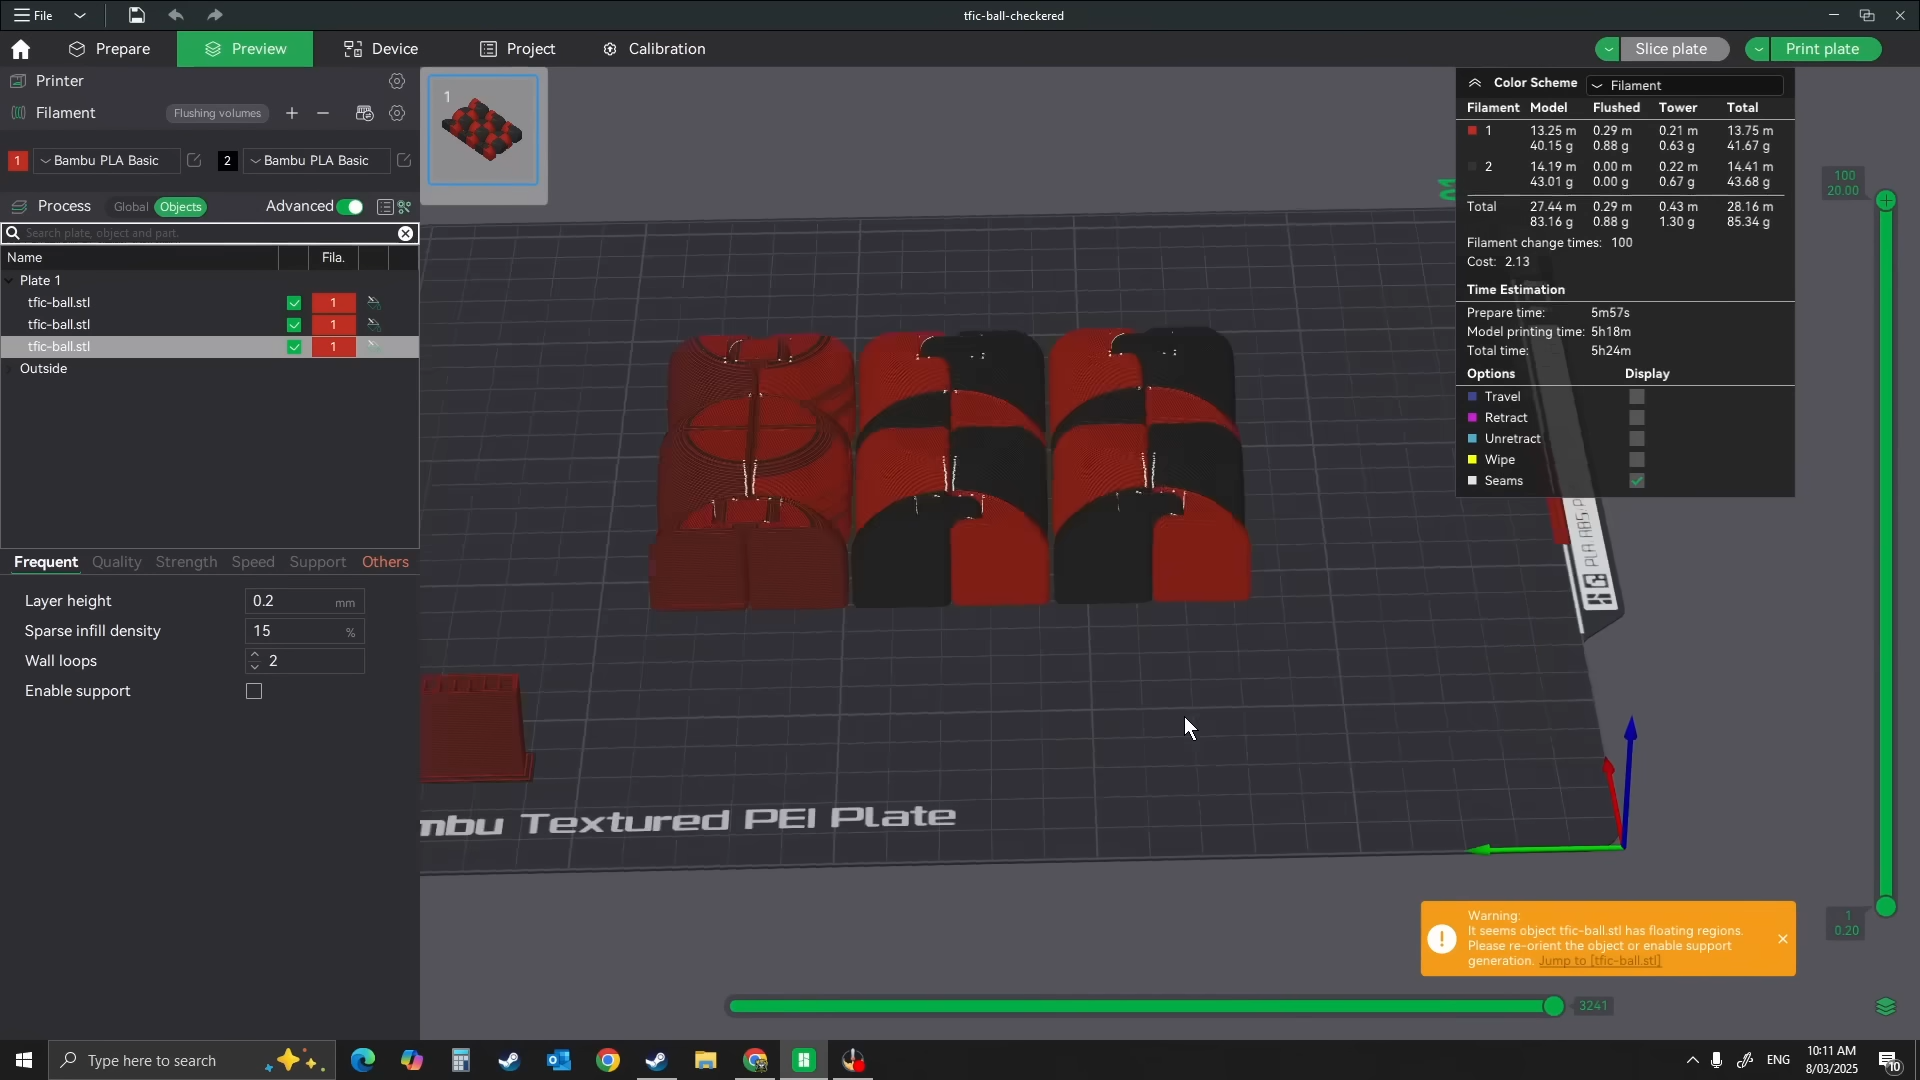 File
tfic-ball-checkered
Prepare
Preview
Device
Project
Calibration
Slice plate
Print plate
Printer
Filament
Flushing volumes
1
Bambu PLA Basic
2
Bambu PLA Basic
Process
Global
Objects
Advanced
Search plate, object and part.
Name
Fila.
Plate 1
tfic-ball.stl
1
tfic-ball.stl
1
tfic-ball.stl
1
Outside
Frequent
Quality
Strength
Speed
Support
Others
Layer height
0.2
mm
Sparse infill density
15
%
Wall loops
2
Enable support
1
Color Scheme
Filament
Filament Model Flushed Tower Total
1 13.25 m 0.29 m 0.21 m 13.75 m
40.15 g 0.88 g 0.63 g 41.67 g
2 14.19 m 0.00 m 0.22 m 14.41 m
43.01 g 0.00 g 0.67 g 43.68 g
Total 27.44 m 0.29 m 0.43 m 28.16 m
83.16 g 0.88 g 1.30 g 85.34 g
Filament change times: 100
Cost: 2.13
Time Estimation
Prepare time: 5m57s
Model printing time: 5h18m
Total time: 5h24m
Options Display
Travel
Retract
Unretract
Wipe
Seams
100
20.00
PLA ABS
mbu Textured PEI Plate
Warning:
It seems object tfic-ball.stl has floating regions.
Please re-orient the object or enable support
generation. Jump to [tfic-ball.stl]
1
0.20
3241
Type here to search
ENG
10:11 AM
8/03/2025
10